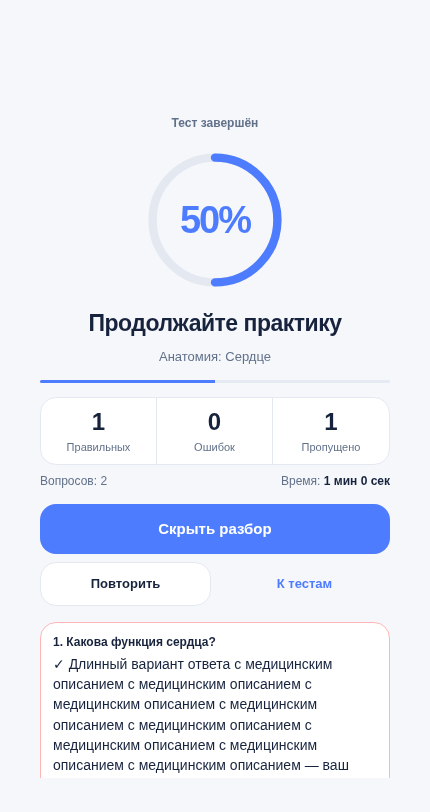 Тест завершён
50%
Продолжайте практику
Анатомия: Сердце
1
Правильных
0
Ошибок
1
Пропущено
Вопросов: 2
Время: 1 мин 0 сек
Скрыть разбор
Повторить
К тестам
1. Какова функция сердца?
✓ Длинный вариант ответа с медицинским
описанием с медицинским описанием с
медицинским описанием с медицинским
описанием с медицинским описанием с
медицинским описанием с медицинским
описанием с медицинским описанием — ваш